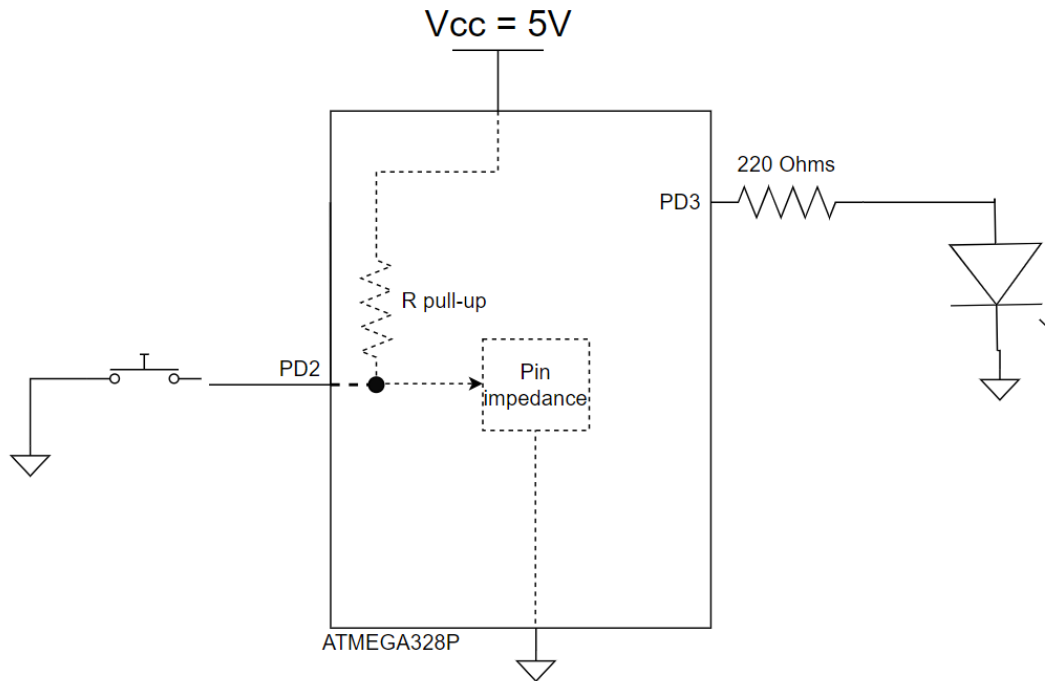 Vcc = 5V
220 Ohms
PD3
R pull-up
PD2
Pin
impedance
ATMEGA328P